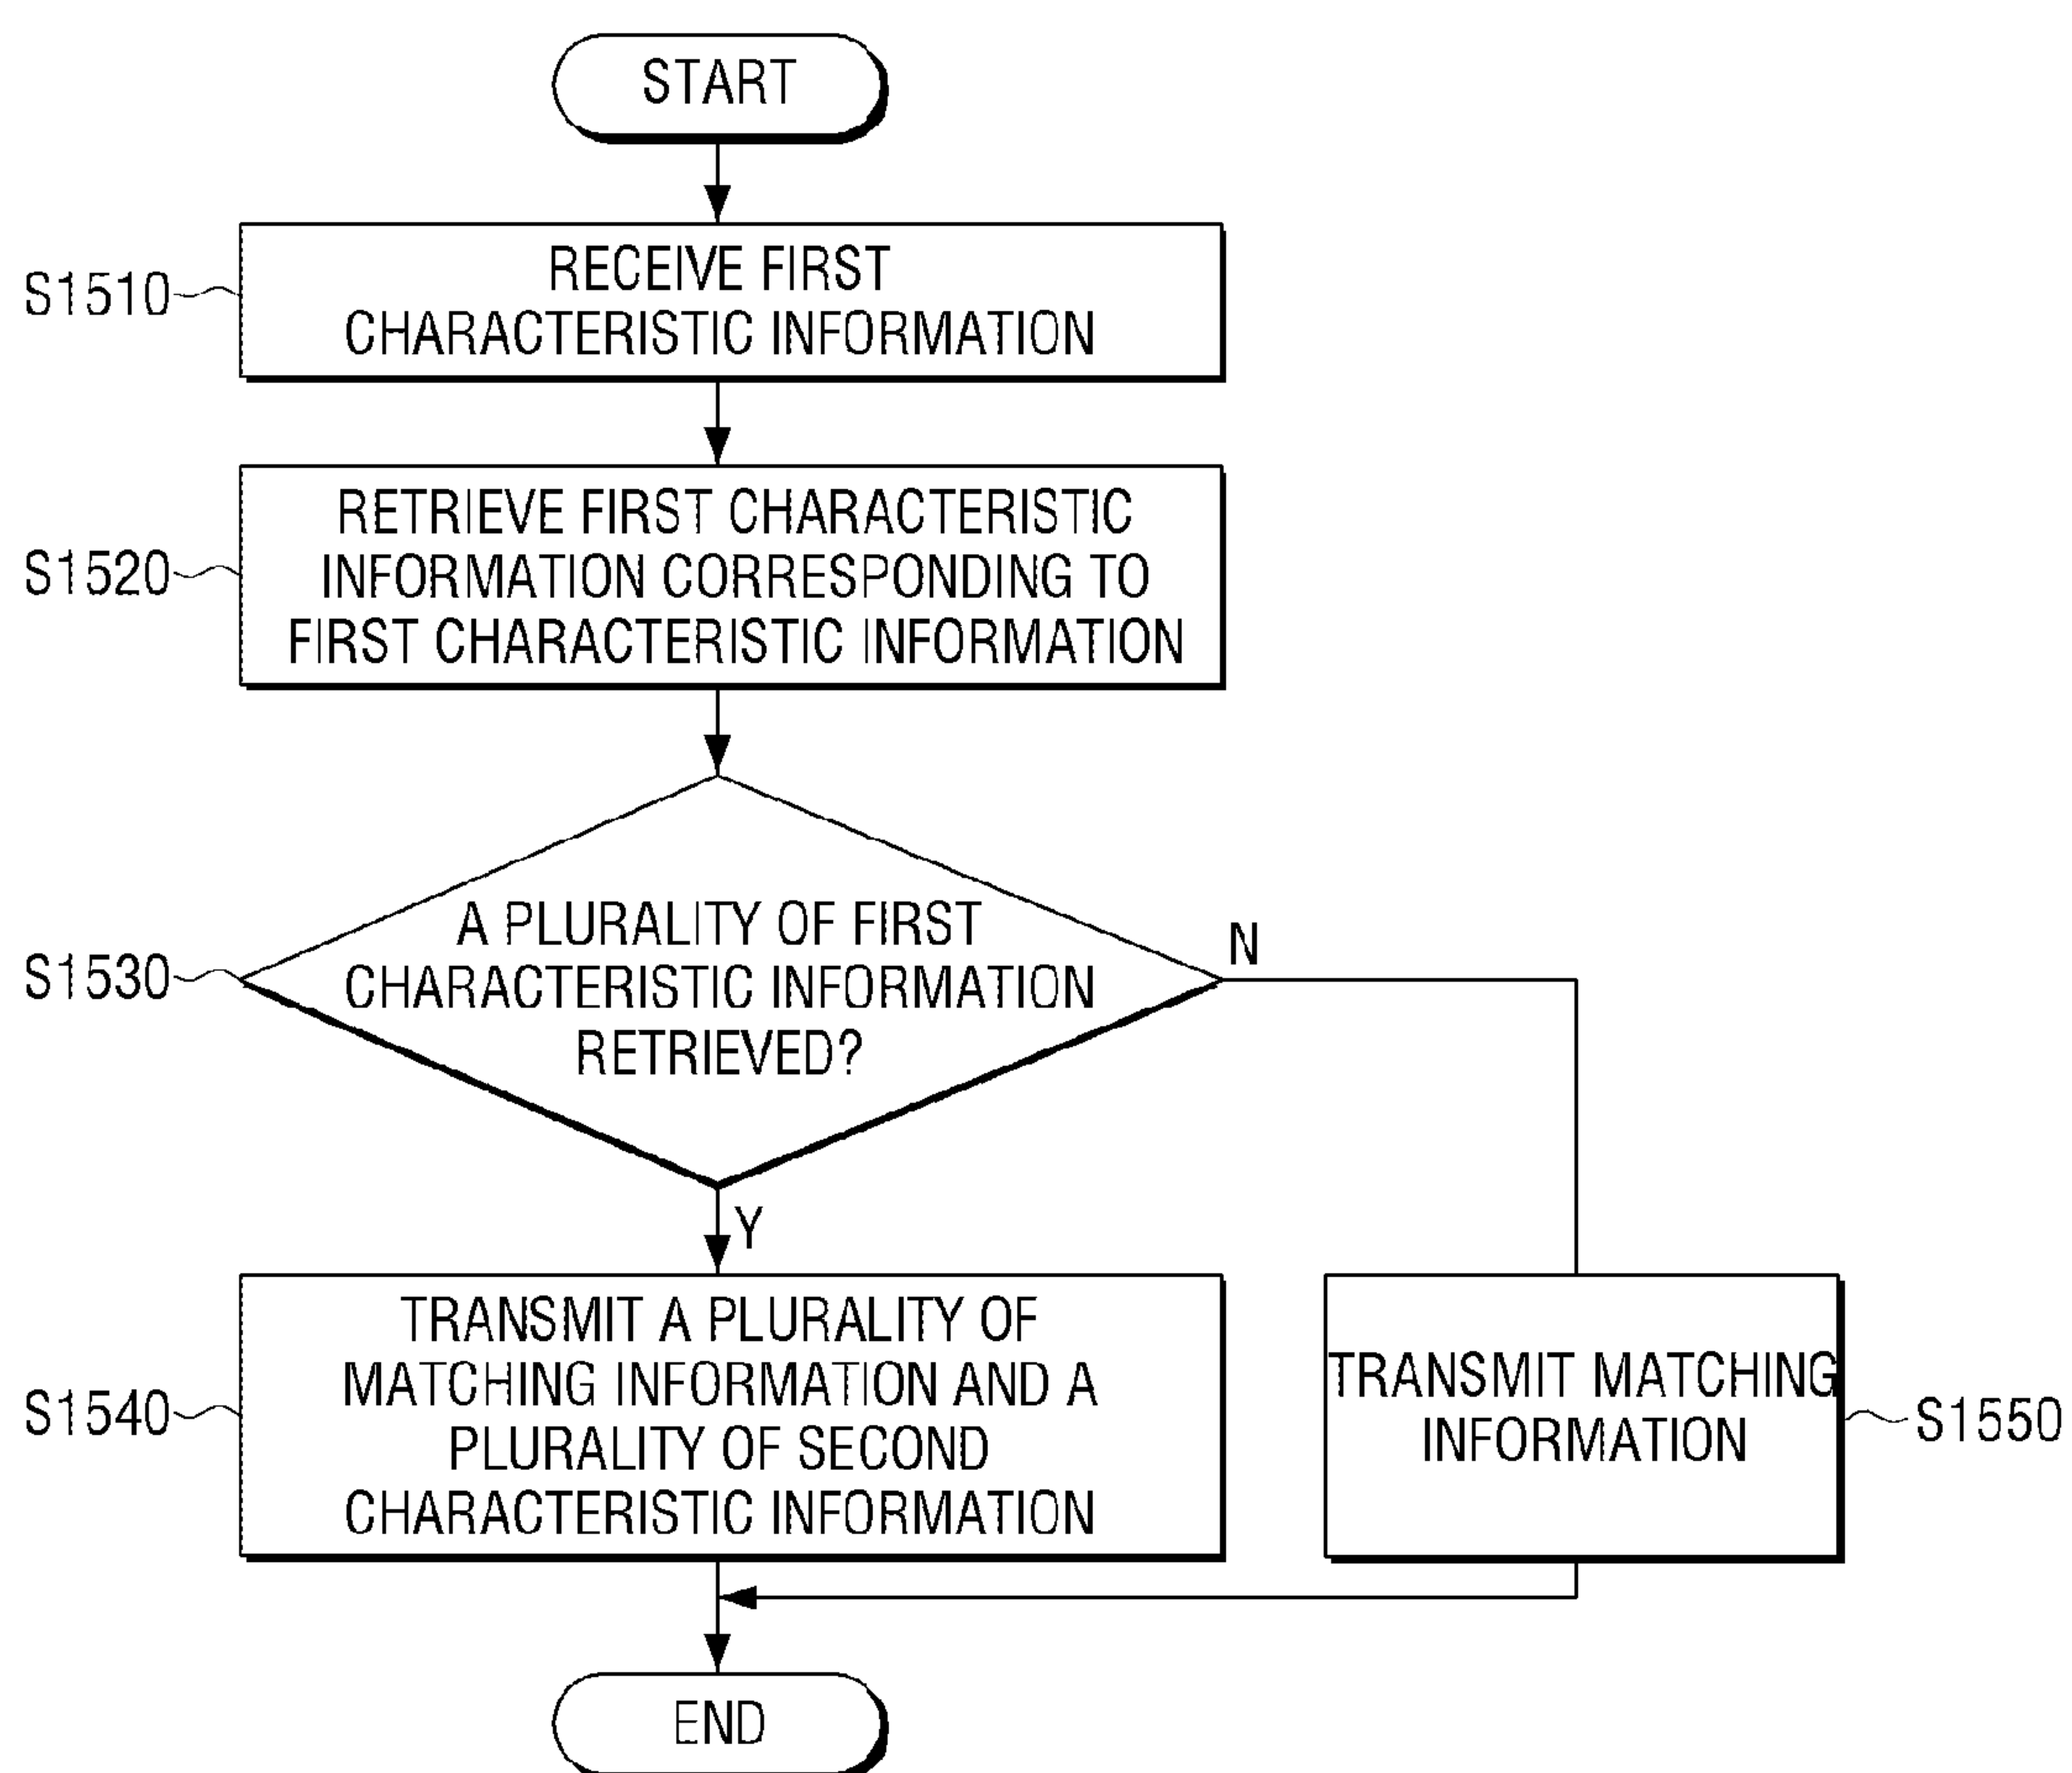 START
S1510
RECEIVE FIRST
CHARACTERISTIC INFORMATION
S1520
RETRIEVE FIRST CHARACTERISTIC
INFORMATION CORRESPONDING TO
FIRST CHARACTERISTIC INFORMATION
S1530
A PLURALITY OF FIRST
CHARACTERISTIC INFORMATION
RETRIEVED?
N
Y
S1540
TRANSMIT A PLURALITY OF
MATCHING INFORMATION AND A
PLURALITY OF SECOND
CHARACTERISTIC INFORMATION
TRANSMIT MATCHING
INFORMATION
S1550
END